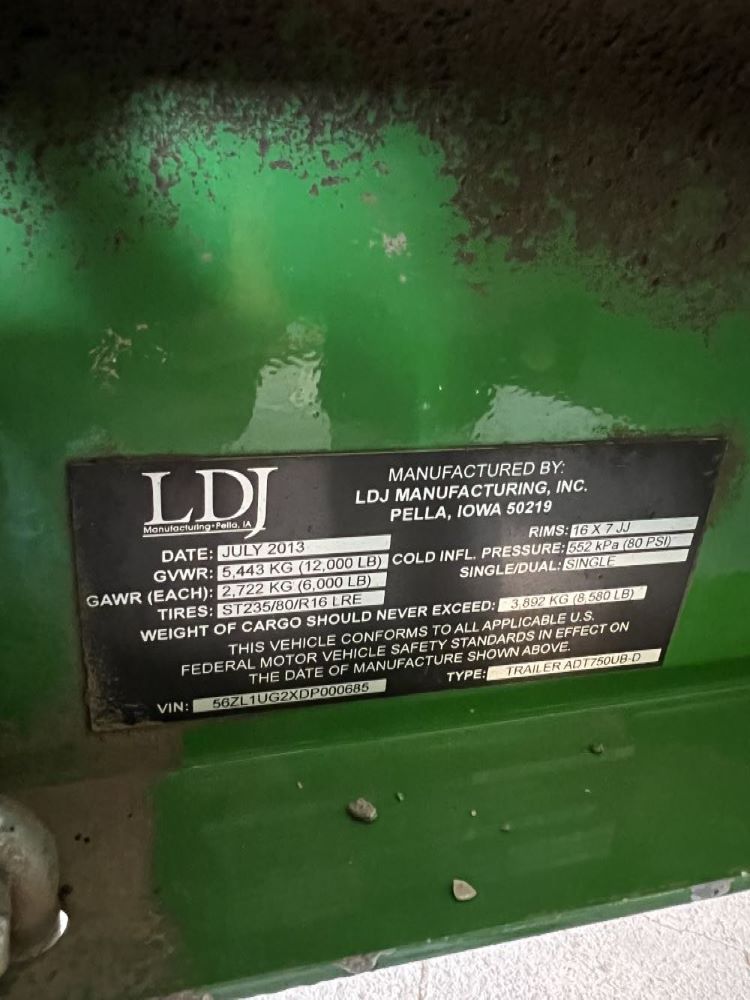 LDJ
Manufacturing•Pella, IA
MANUFACTURED BY:
LDJ MANUFACTURING, INC.
PELLA, IOWA 50219
DATE: JULY 2013
GVWR: 5,443 KG (12,000 LB)
GAWR (EACH): 2,722 KG (6,000 LB)
TIRES: ST235/80/R16 LRE
RIMS: 16 X 7 JJ
COLD INFL. PRESSURE: 552 kPa (80 PSI)
SINGLE/DUAL: SINGLE
WEIGHT OF CARGO SHOULD NEVER EXCEED: 3,892 KG (8,580 LB)
THIS VEHICLE CONFORMS TO ALL APPLICABLE U.S.
FEDERAL MOTOR VEHICLE SAFETY STANDARDS IN EFFECT ON
THE DATE OF MANUFACTURE SHOWN ABOVE.
VIN: 56ZL1UG2XDP000685
TYPE: TRAILER ADT750UB-D